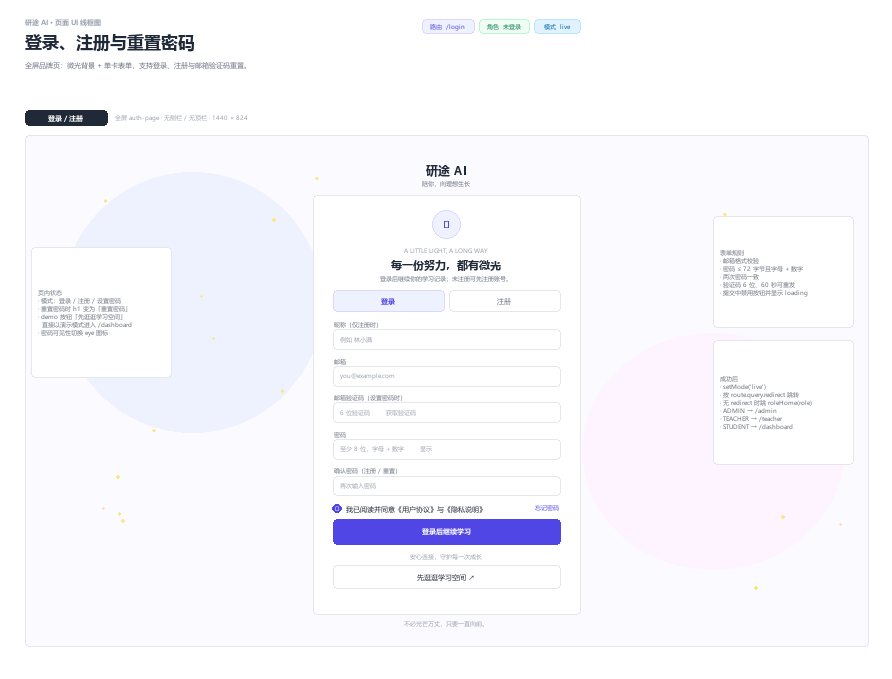 研途 AI · 页面 UI 线框图
登录、注册与重置密码
全屏品牌页：微光背景 + 单卡表单，支持登录、注册与邮箱验证码重置。
路由 /login
角色 未登录
模式 live
登录 / 注册
全屏 auth-page 无侧栏 / 无顶栏 1440 × 824
研途 AI
陪你，向理想生长
A LITTLE LIGHT, A LONG WAY
每一份努力，都有微光
登录后继续你的学习记录；未注册可先注册账号。
登录
注册
昵称（仅注册时）
例如 林小满
邮箱
you@example.com
邮箱验证码（设置密码时）
6 位验证码 获取验证码
密码
至少 8 位，字母 + 数字 显示
确认密码（注册 / 重置）
再次输入密码
我已阅读并同意《用户协议》与《隐私说明》
忘记密码
登录后继续学习
安心连接，守护每一次成长
先逛逛学习空间 ↗
不必光芒万丈，只要一直向前。
页内状态
· 模式：登录 / 注册 / 设置密码
· 重置密码时 h1 变为「重置密码」
· demo 按钮「先逛逛学习空间」
直接以演示模式进入 /dashboard
· 密码可见性切换 eye 图标
表单规则
· 邮箱格式校验
· 密码 ≤ 72 字节且字母 + 数字
· 两次密码一致
· 验证码 6 位，60 秒可重发
· 提交中禁用按钮并显示 loading
成功后
· setMode('live')
· 按 route.query.redirect 跳转
· 无 redirect 时跳 roleHome(role)
· ADMIN → /admin
· TEACHER → /teacher
· STUDENT → /dashboard